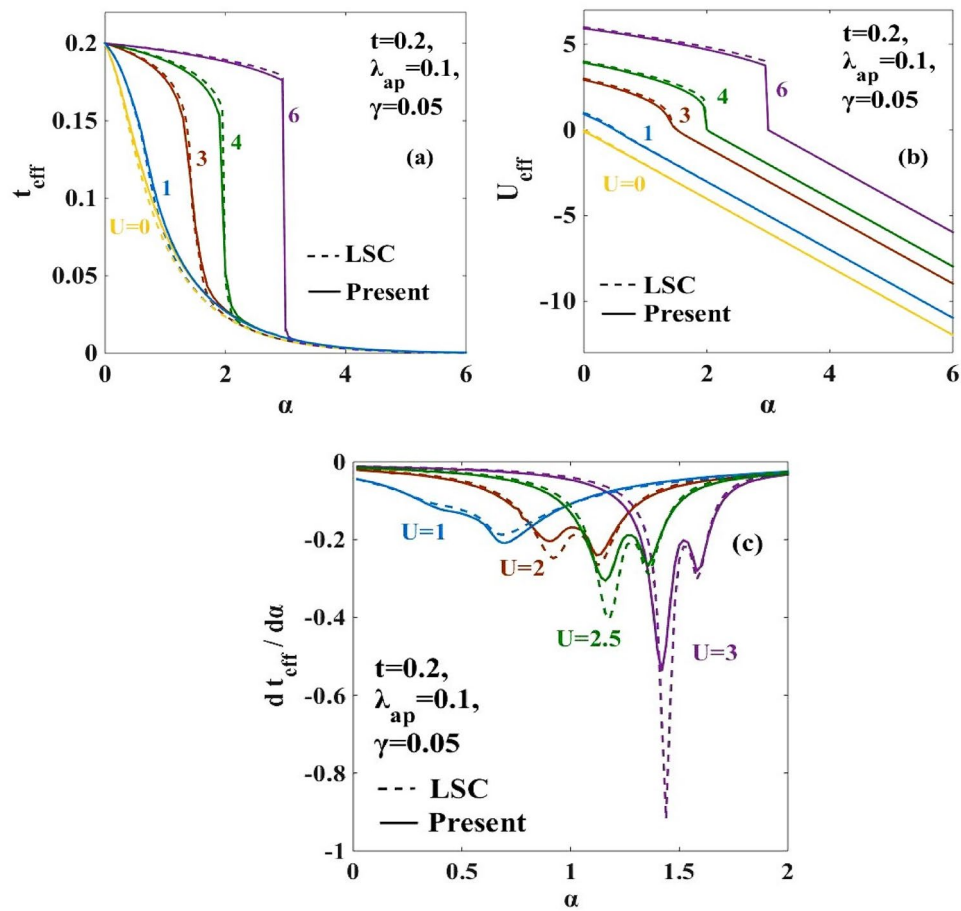 0.2
0.15
0.1
0.05
0
0 2 4 6
t_eff
α
t=0.2,
λ_ap=0.1,
γ=0.05
(a)
U=0
1
3
4
6
LSC
Present
5
0
-5
-10
0 2 4 6
U_eff
α
t=0.2,
λ_ap=0.1,
γ=0.05
(b)
6
4
3
1
U=0
LSC
Present
0
-0.2
-0.4
-0.6
-0.8
-1
0 0.5 1 1.5 2
d t_eff / dα
α
(c)
U=1
U=2
U=2.5
U=3
t=0.2,
λ_ap=0.1,
γ=0.05
LSC
Present